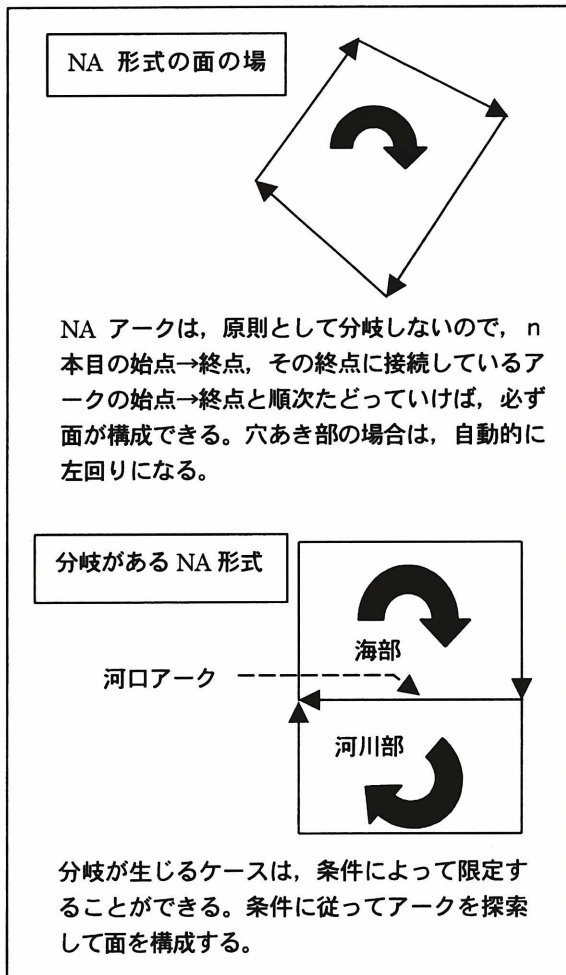 NA 形式の面の場
NA アークは，原則として分岐しないので，n
本目の始点→終点，その終点に接続しているア
ークの始点→終点と順次たどっていけば，必ず
面が構成できる。穴あき部の場合は，自動的に
左回りになる。
分岐がある NA 形式
海部
河口アーク
河川部
分岐が生じるケースは，条件によって限定す
ることができる。条件に従ってアークを探索
して面を構成する。